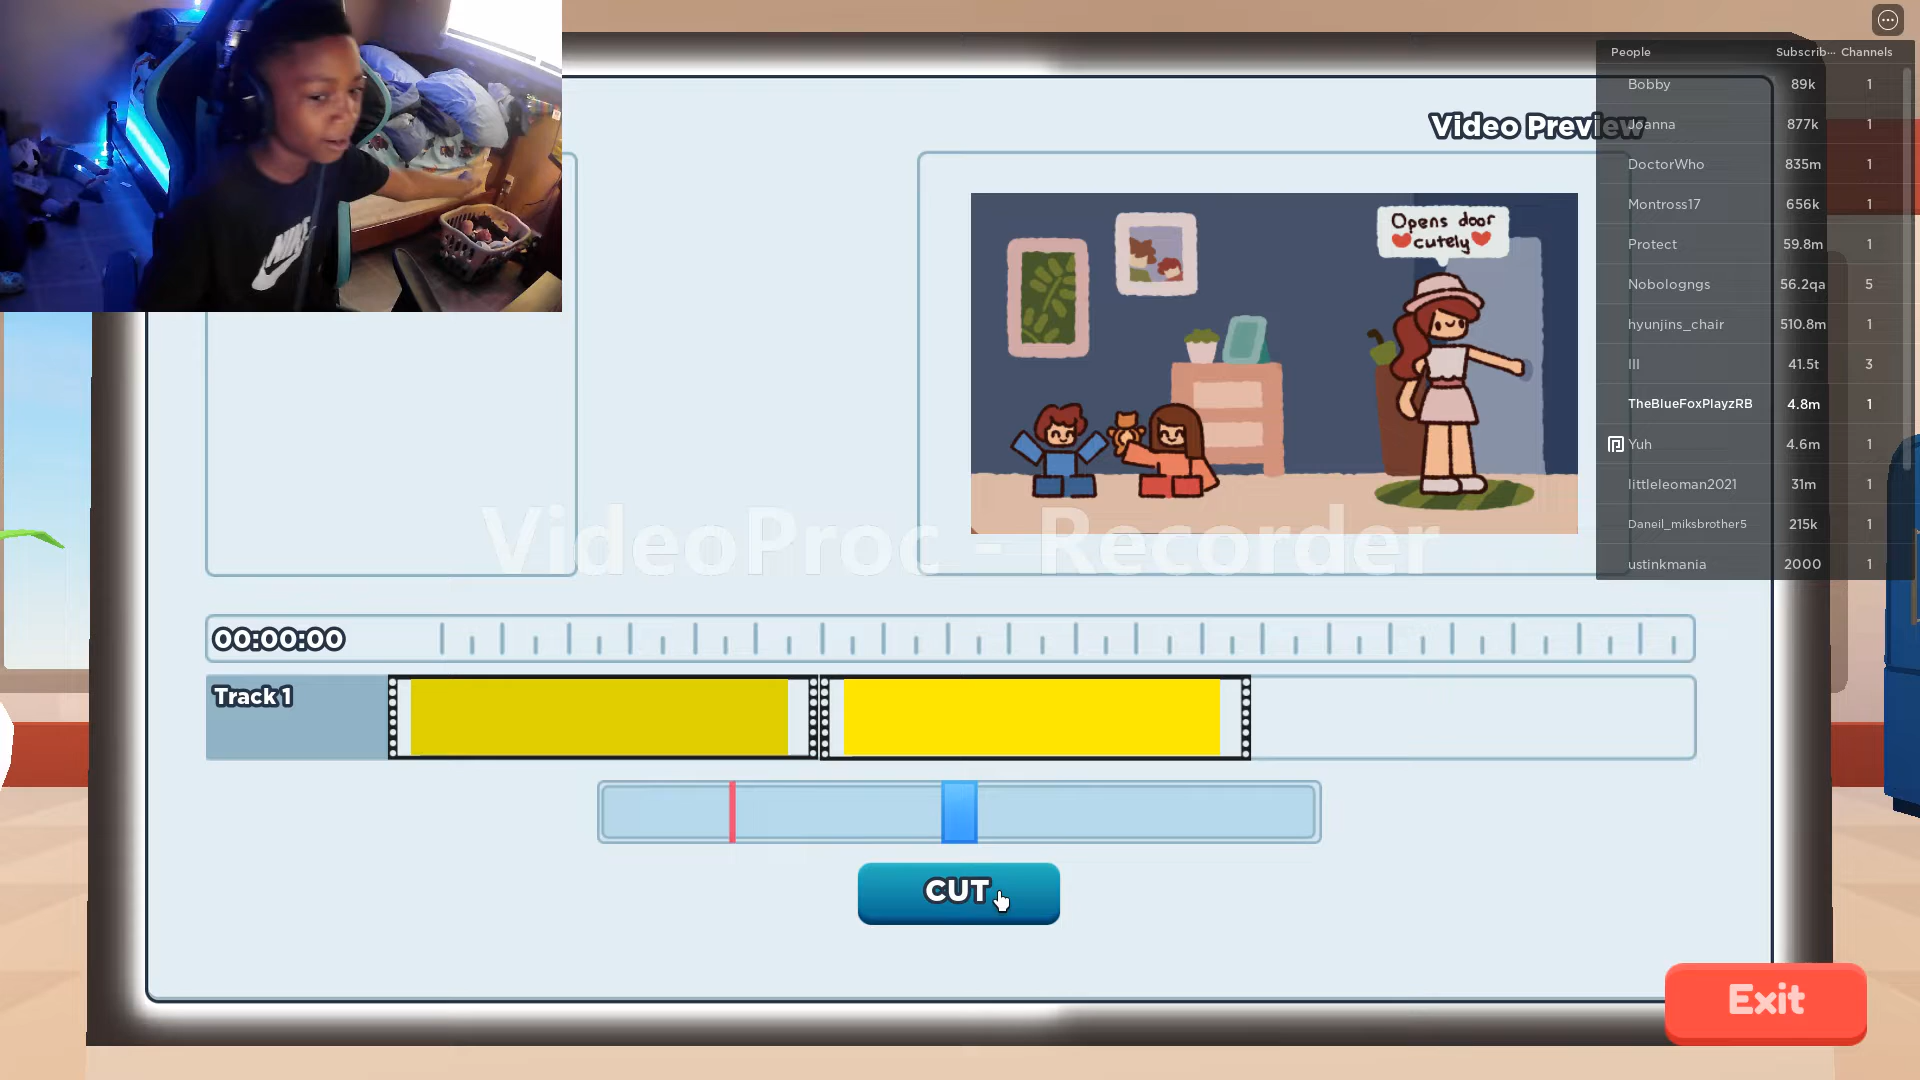 NIKE
People Subscrib··· Channels
Bobby 89k 1
Joanna 877k 1
DoctorWho 835m 1
Montross17 656k 1
Protect 59.8m 1
Nobologngs 56.2qa 5
hyunjins_chair 510.8m 1
III 41.5t 3
TheBlueFoxPlayzRB 4.8m 1
Yuh 4.6m 1
littleleoman2021 31m 1
Daneil_miksbrother5 215k 1
ustinkmania 2000 1
Video Preview
Opens door
cutely
VideoProc - Recorder
00:00:00
Track 1
CUT
Exit